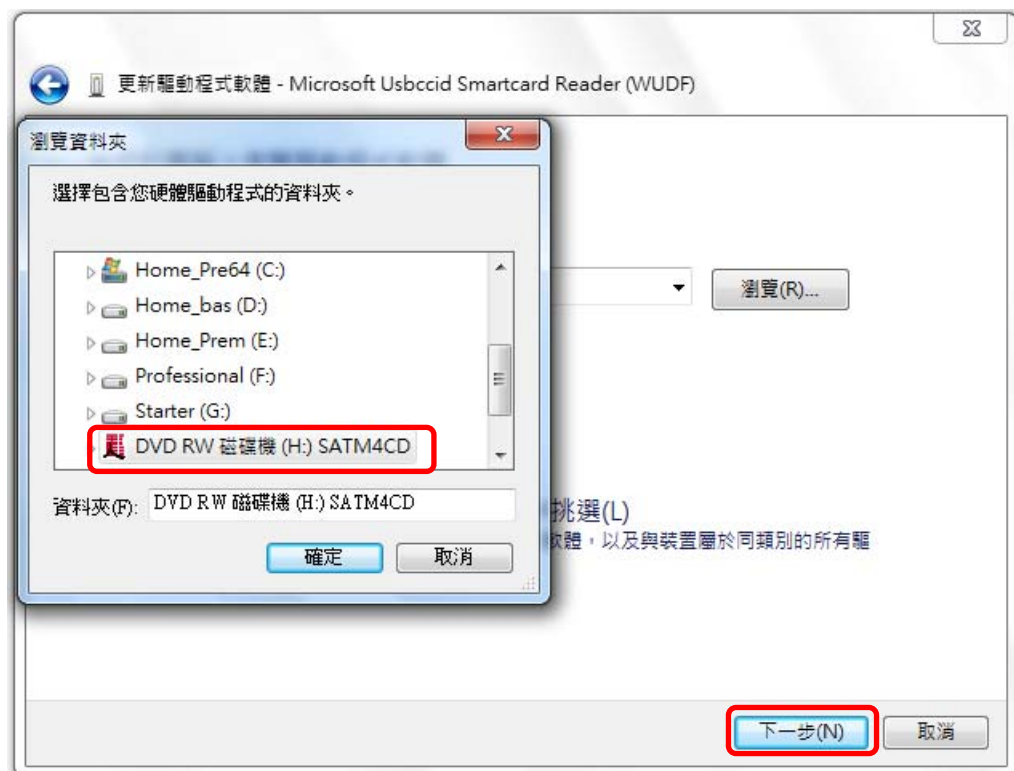 更新驅動程式軟體 - Microsoft Usbccid Smartcard Reader (WUDF)
瀏覽資料夾
選擇包含您硬體驅動程式的資料夾。
Home_Pre64 (C:)
Home_bas (D:)
Home_Prem (E:)
Professional (F:)
Starter (G:)
DVD RW 磁碟機 (H:) SATM4CD
資料夾(F): DVD RW 磁碟機 (H:) SATM4CD
確定 取消
瀏覽(R)...
挑選(L)
軟體，以及與裝置屬於同類別的所有驅
下一步(N) 取消